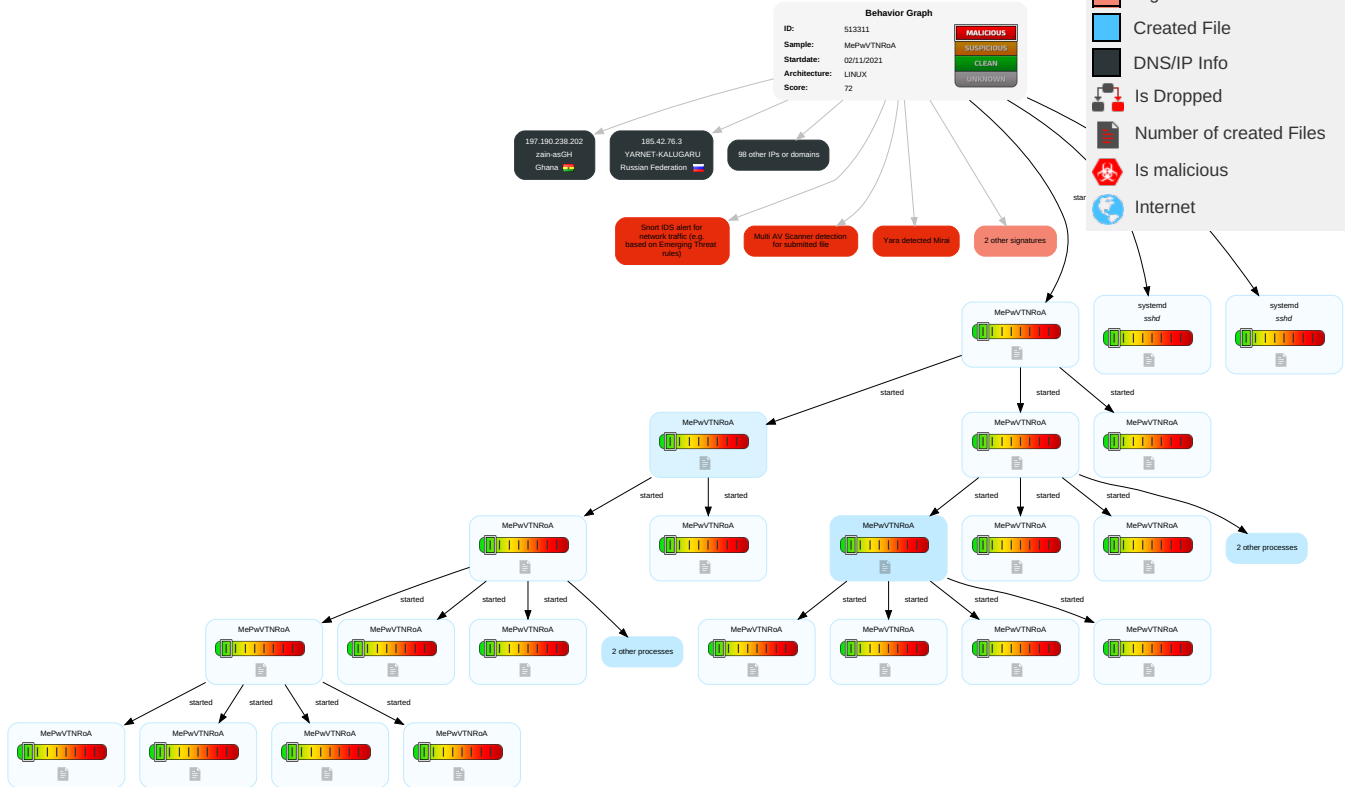 Behavior Graph
ID: 513311
Sample: MePwVTNRoA
Startdate: 02/11/2021
Architecture: LINUX
Score: 72
MALICIOUS
SUSPICIOUS
CLEAN
UNKNOWN
Created File
DNS/IP Info
Is Dropped
Number of created Files
Is malicious
Internet
197.190.238.202
zain-asGH
Ghana
185.42.76.3
YARNET-KALUGARU
Russian Federation
98 other IPs or domains
Snort IDS alert for
network traffic (e.g.
based on Emerging Threat
rules)
Multi AV Scanner detection
for submitted file
Yara detected Mirai
2 other signatures
MePwVTNRoA
systemd
sshd
systemd
sshd
started
started
started
MePwVTNRoA
MePwVTNRoA
MePwVTNRoA
started
started
started
started
started
MePwVTNRoA
MePwVTNRoA
MePwVTNRoA
MePwVTNRoA
MePwVTNRoA
2 other processes
started
started
started
started
started
started
started
MePwVTNRoA
MePwVTNRoA
MePwVTNRoA
2 other processes
MePwVTNRoA
MePwVTNRoA
MePwVTNRoA
MePwVTNRoA
started
started
started
started
MePwVTNRoA
MePwVTNRoA
MePwVTNRoA
MePwVTNRoA